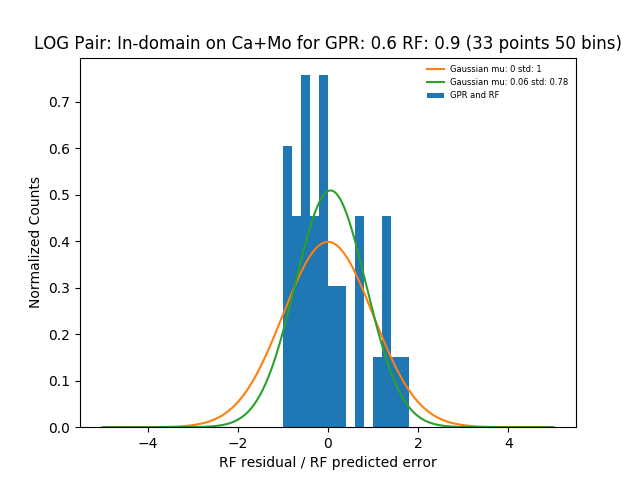 LOG Pair: In-domain on Ca+Mo for GPR: 0.6 RF: 0.9 (33 points 50 bins)
Gaussian mu: 0 std: 1
Gaussian mu: 0.06 std: 0.78
GPR and RF
0.7
0.6
0.5
0.4
0.3
0.2
0.1
0.0
Normalized Counts
−4 −2 0 2 4
RF residual / RF predicted error